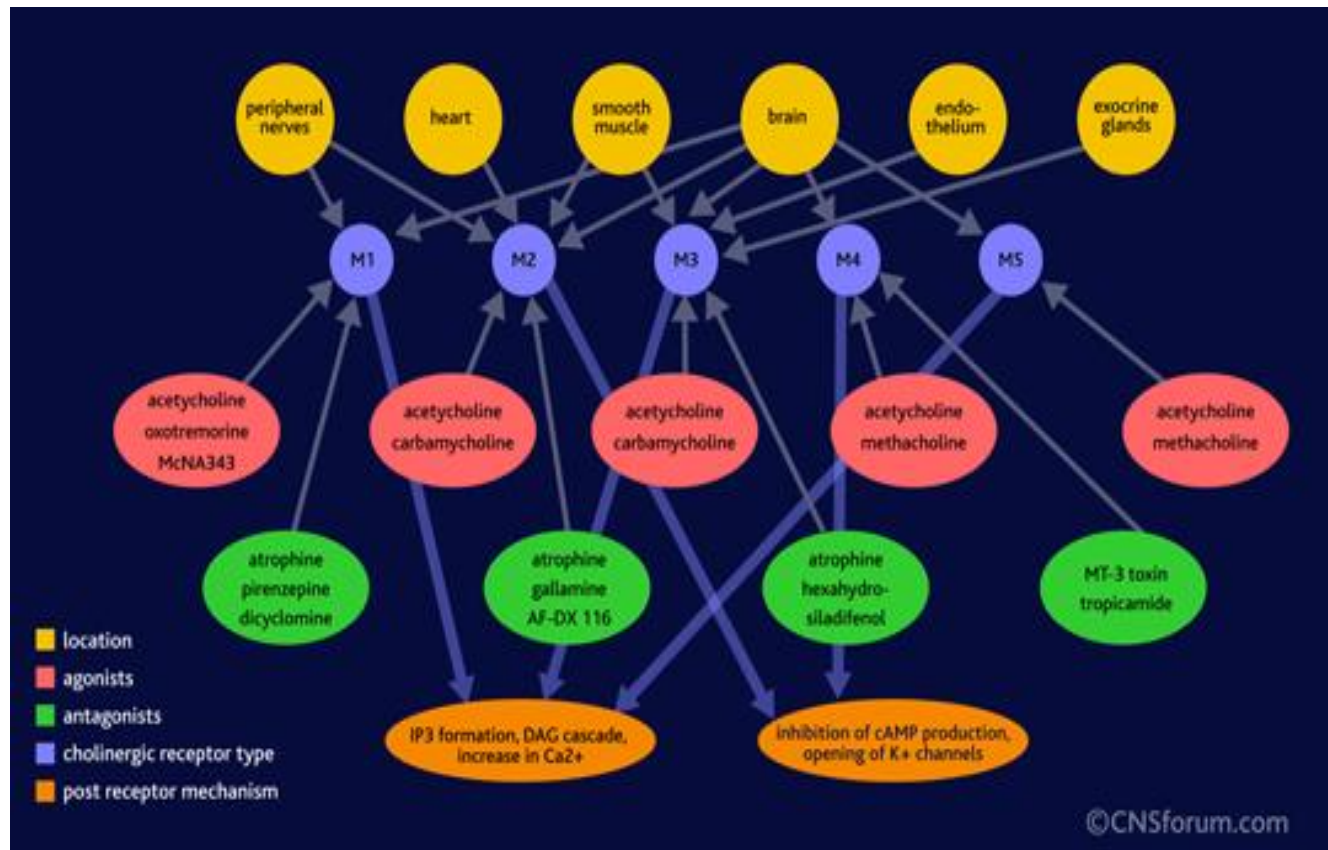 peripheral
nerves
heart
smooth
muscle
brain
endo-
thelium
exocrine
glands
M1
M2
M3
M4
M5
acetycholine
oxotremorine
McNA343
acetycholine
carbamycholine
acetycholine
carbamycholine
acetycholine
methacholine
acetycholine
methacholine
atrophine
pirenzepine
dicyclomine
atrophine
gallamine
AF-DX 116
atrophine
hexahydro-
siladifenol
MT-3 toxin
tropicamide
location
agonists
antagonists
cholinergic receptor type
post receptor mechanism
IP3 formation, DAG cascade,
increase in Ca2+
inhibition of cAMP production,
opening of K+ channels
©CNSforum.com